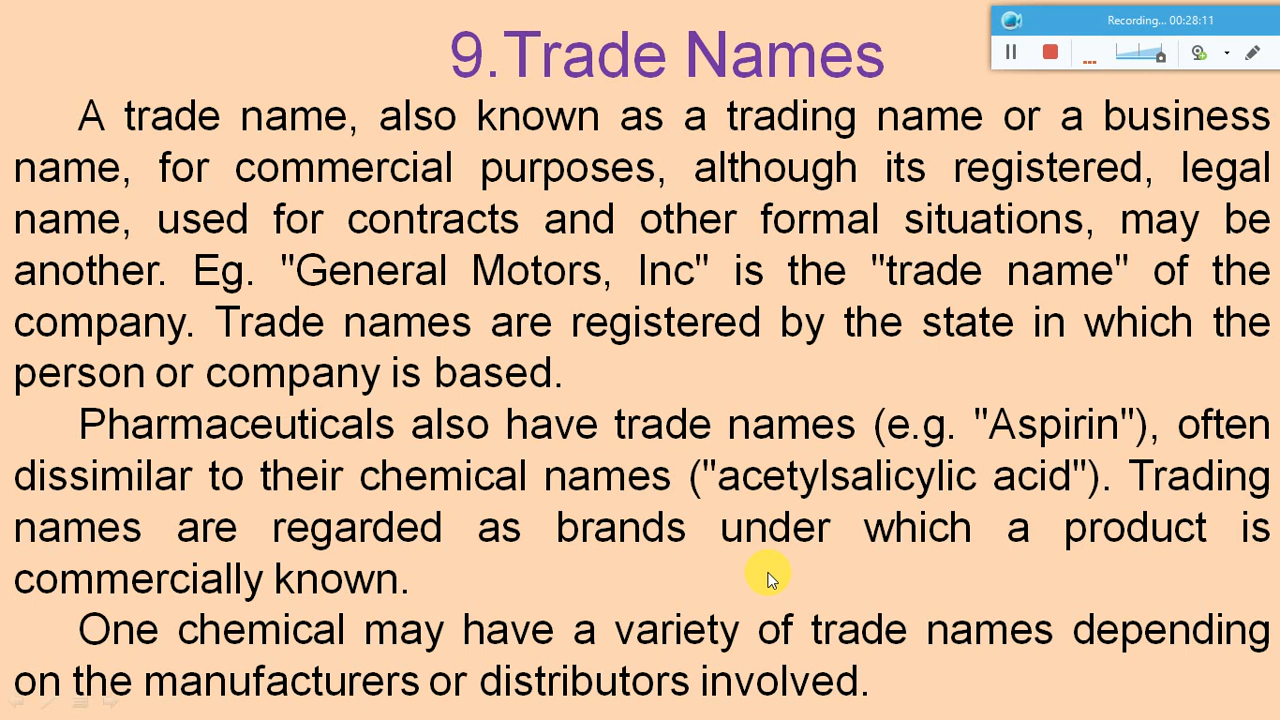 Recording... 00:28:11
9.Trade Names
A trade name, also known as a trading name or a business
name, for commercial purposes, although its registered, legal
name, used for contracts and other formal situations, may be
another. Eg. "General Motors, Inc" is the "trade name" of the
company. Trade names are registered by the state in which the
person or company is based.
Pharmaceuticals also have trade names (e.g. "Aspirin"), often
dissimilar to their chemical names ("acetylsalicylic acid"). Trading
names are regarded as brands under which a product is
commercially known.
One chemical may have a variety of trade names depending
on the manufacturers or distributors involved.